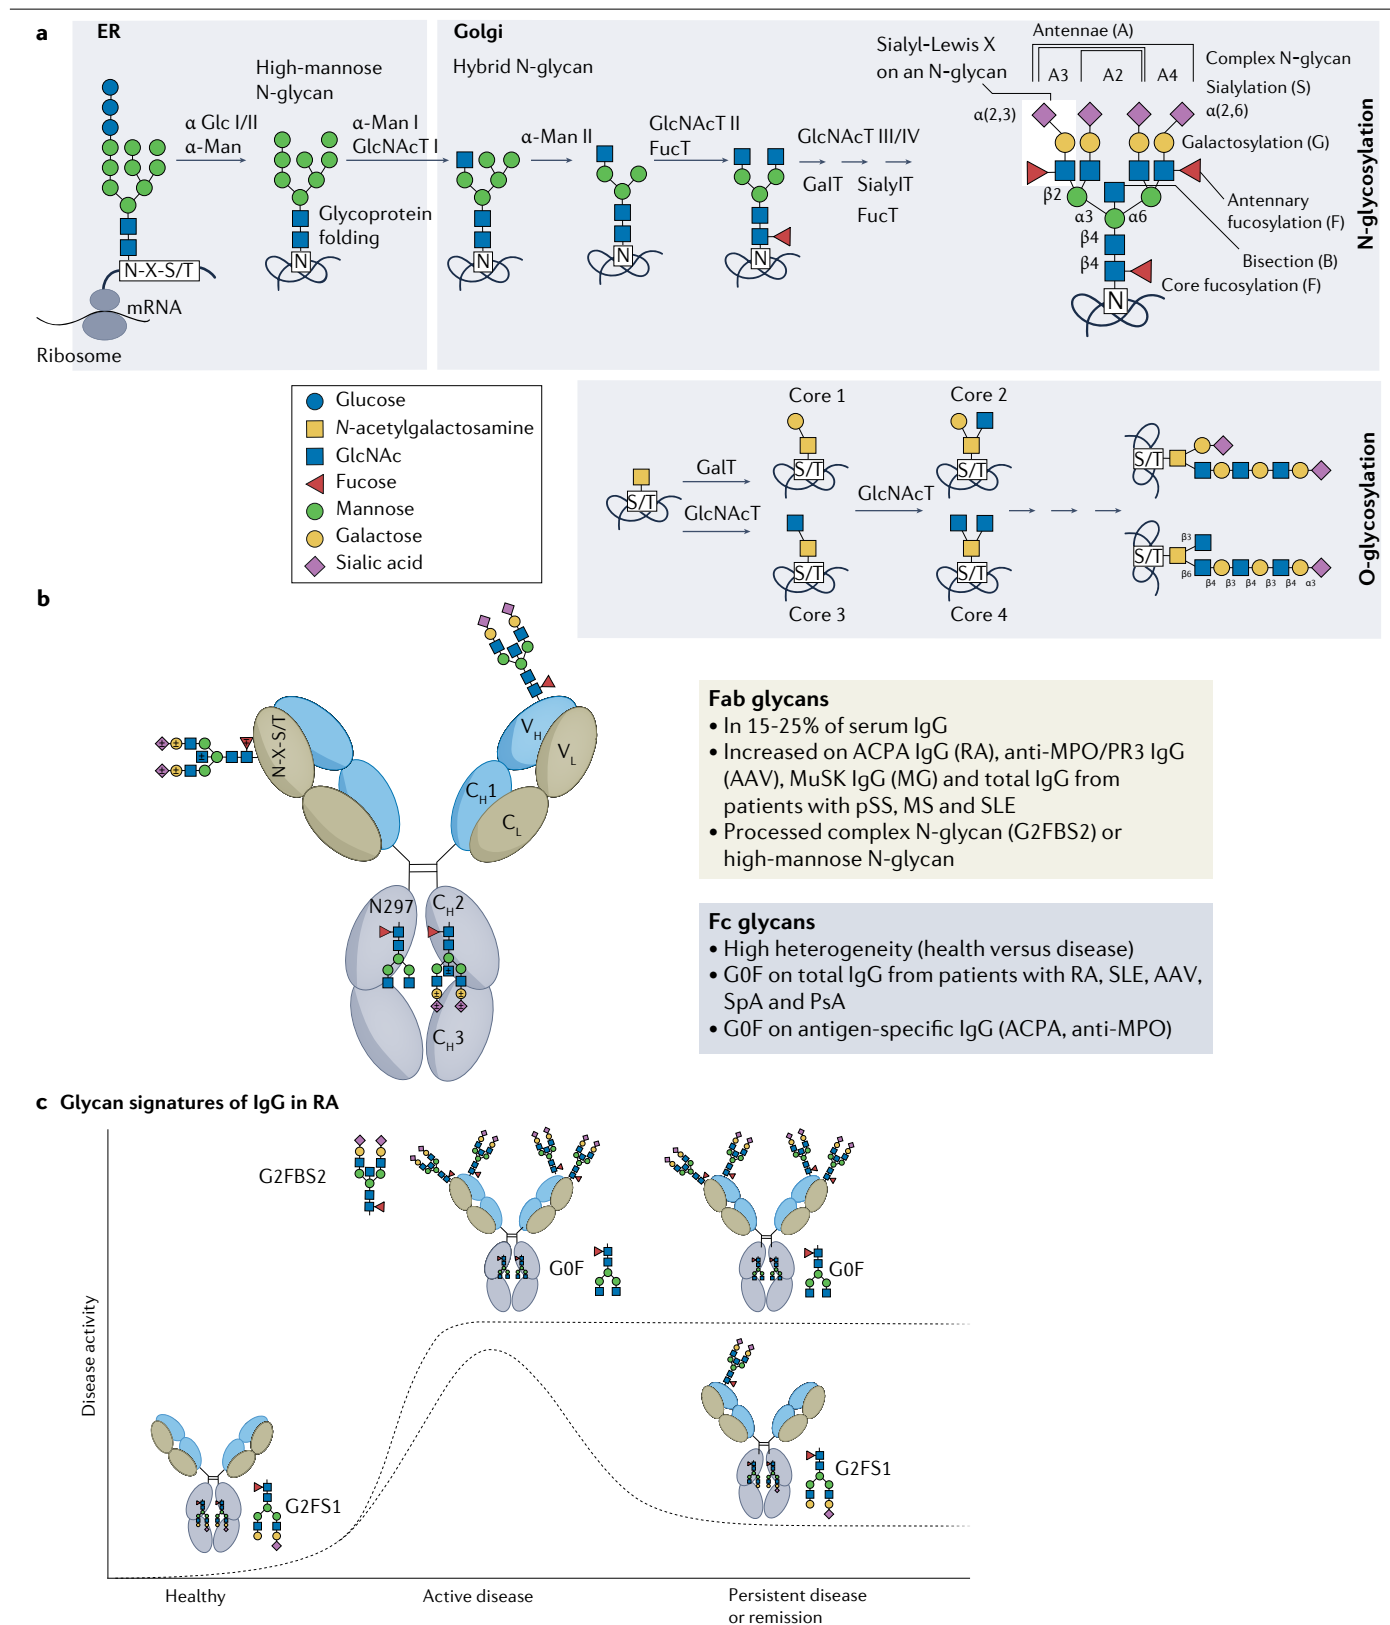 a
ER
Golgi
High-mannose
N-glycan
Hybrid N-glycan
α Glc I/II
α-Man
α-Man I
GlcNAcT I
α-Man II
GlcNAcT II
FucT
GlcNAcT III/IV
GalT
SialylT
FucT
Glycoprotein
folding
N-X-S/T
N
N
N
N
N
mRNA
Ribosome
Sialyl-Lewis X
on an N-glycan
Antennae (A)
A3
A2
A4
Complex N-glycan
Sialylation (S)
α(2,3)
α(2,6)
Galactosylation (G)
β2
α3
α6
β4
β4
Antennary
fucosylation (F)
Bisection (B)
Core fucosylation (F)
N-glycosylation
Glucose
N-acetylgalactosamine
GlcNAc
Fucose
Mannose
Galactose
Sialic acid
Core 1
Core 2
S/T
S/T
S/T
S/T
GalT
GlcNAcT
GlcNAcT
S/T
S/T
S/T
β3
β6
β4
β3
β4
β3
β4
α3
Core 3
Core 4
O-glycosylation
b
N-X-S/T
VH
VL
CH1
CL
N297
CH2
CH3
±
±
±
±
±
±
±
±
±
±
±
Fab glycans
• In 15-25% of serum IgG
• Increased on ACPA IgG (RA), anti-MPO/PR3 IgG
(AAV), MuSK IgG (MG) and total IgG from
patients with pSS, MS and SLE
• Processed complex N-glycan (G2FBS2) or
high-mannose N-glycan
Fc glycans
• High heterogeneity (health versus disease)
• G0F on total IgG from patients with RA, SLE, AAV,
SpA and PsA
• G0F on antigen-specific IgG (ACPA, anti-MPO)
c Glycan signatures of IgG in RA
G2FBS2
G0F
G0F
G2FS1
G2FS1
Disease activity
Healthy
Active disease
Persistent disease
or remission